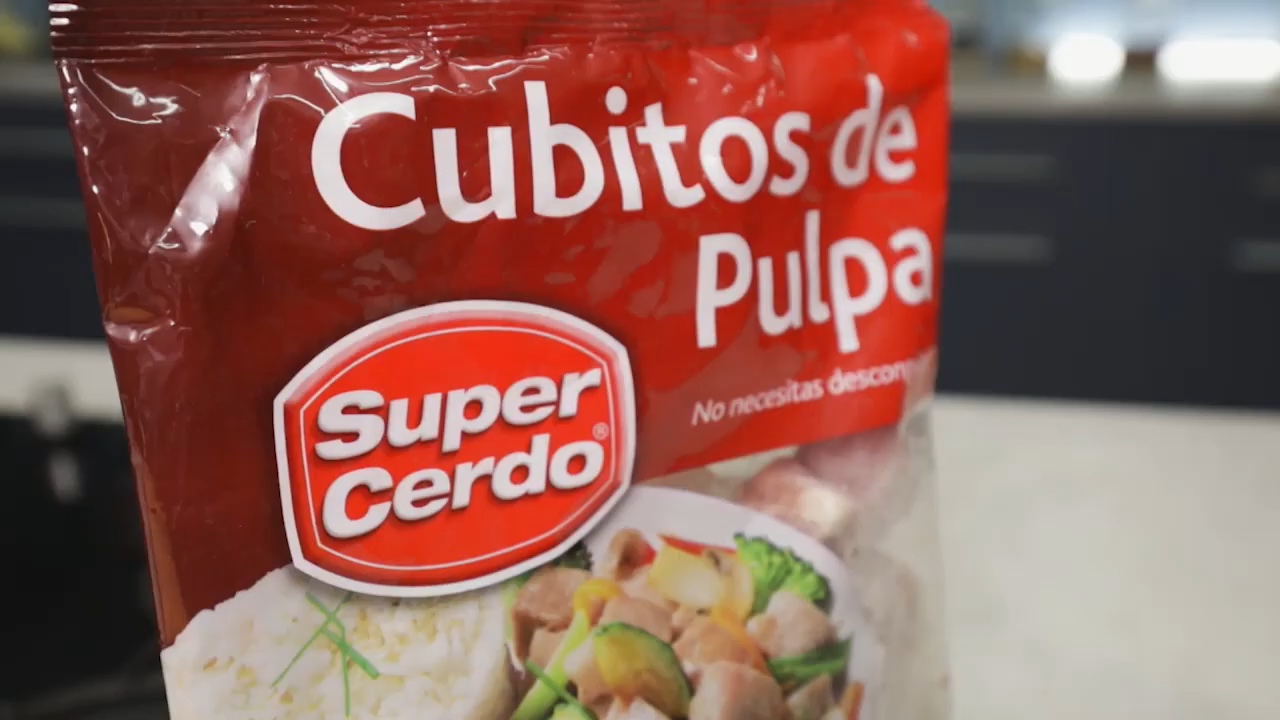 Cubitos de
Pulpa
No necesitas
Super
Cerdo®